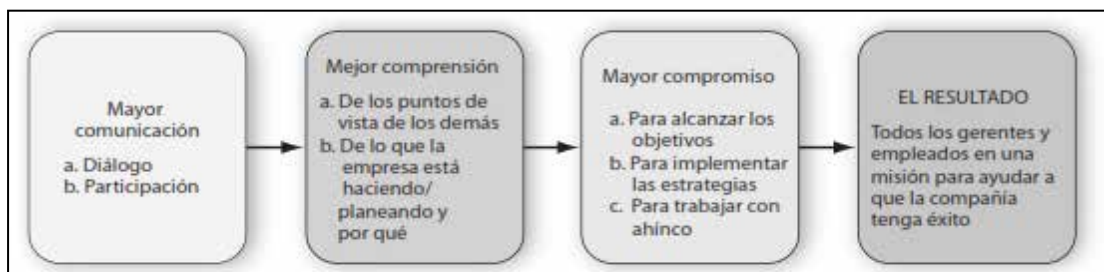 Mayor
comunicación
a. Diálogo
b. Participación
Mejor comprensión
a. De los puntos de
vista de los demás
b. De lo que la
empresa está
haciendo/
planeando y
por qué
Mayor compromiso
a. Para alcanzar los
objetivos
b. Para implementar
las estrategias
c. Para trabajar con
ahínco
EL RESULTADO
Todos los gerentes y
empleados en una
misión para ayudar a
que la compañía
tenga éxito